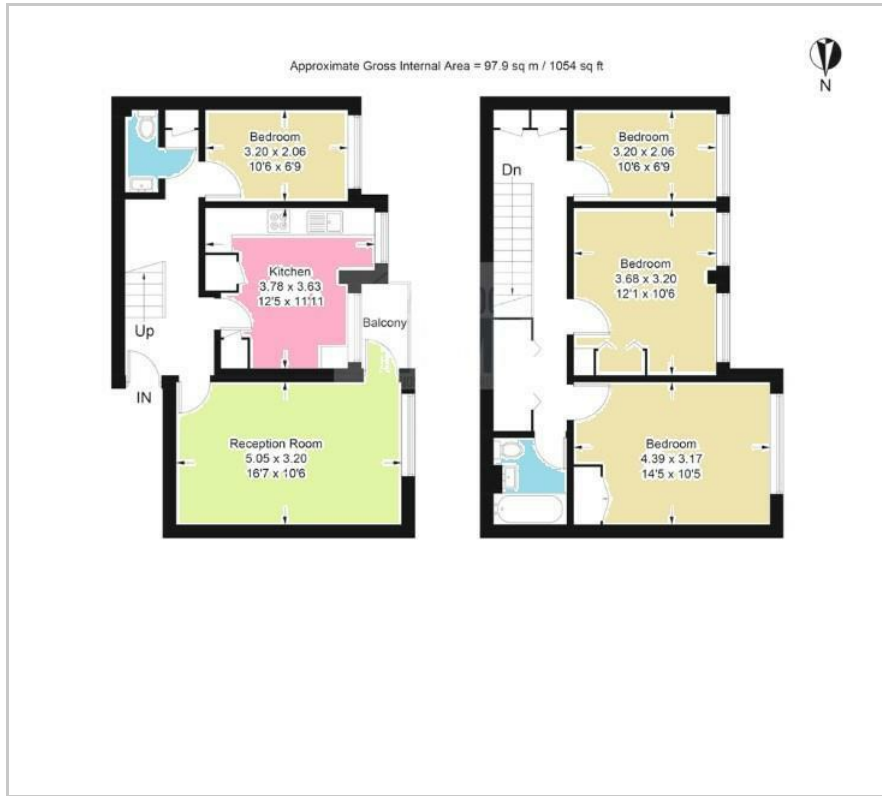 Approximate Gross Internal Area = 97.9 sq m / 1054 sq ft
N
Bedroom
3.20 x 2.06
10'6 x 6'9
Kitchen
3.78 x 3.63
12'5 x 11'11
Balcony
Up
IN
Reception Room
5.05 x 3.20
16'7 x 10'6
Dn
Bedroom
3.20 x 2.06
10'6 x 6'9
Bedroom
3.68 x 3.20
12'1 x 10'6
Bedroom
4.39 x 3.17
14'5 x 10'5